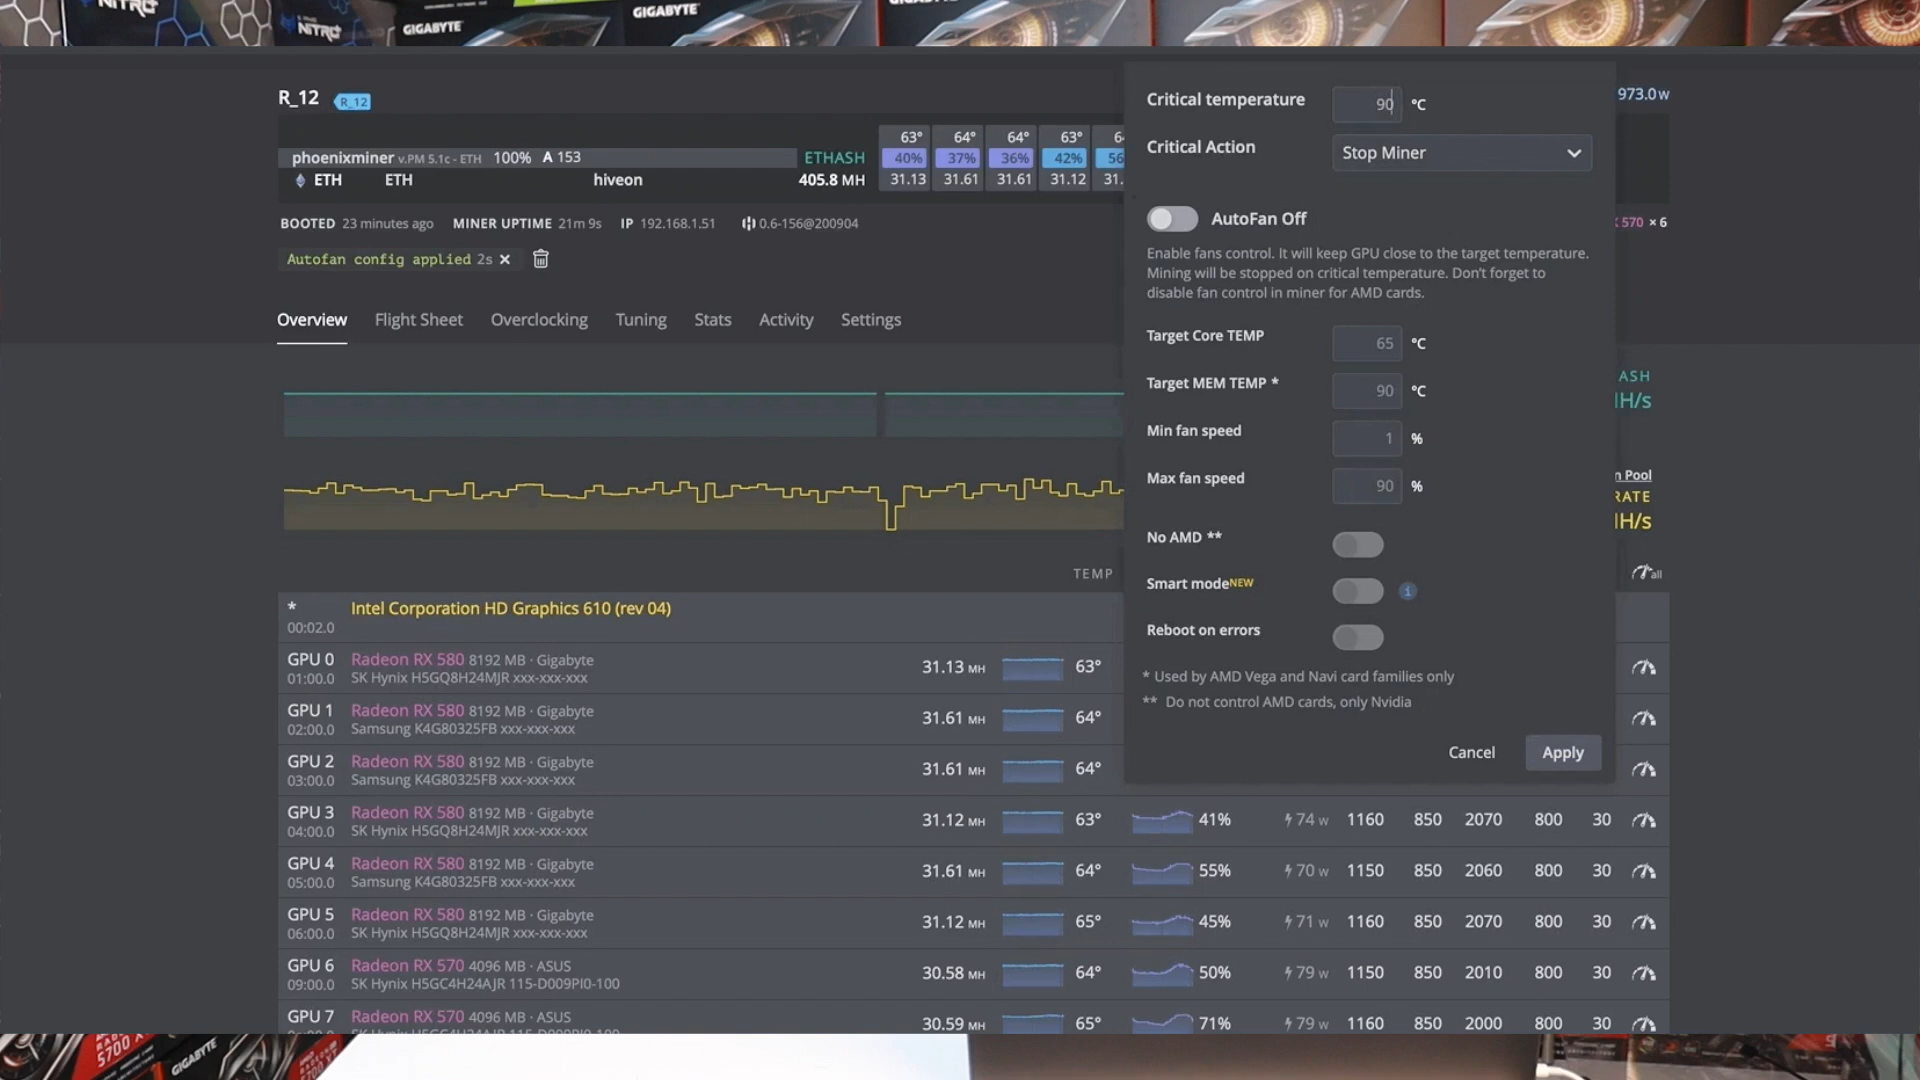 NITRO
NITRO
GIGABYTE
GIGABYTE
R_12 R_12
973.0 W
63° 64° 64° 63°
phoenixminer v.PM 5.1c - ETH 100% A 153 ETHASH 40% 37% 36% 42% 56
ETH ETH hiveon 405.8 MH 31.13 31.61 31.61 31.12 31.
BOOTED 23 minutes ago MINER UPTIME 21m 9s IP 192.168.1.51 0.6-156@200904
570 × 6
Autofan config applied 2s ×
Overview Flight Sheet Overclocking Tuning Stats Activity Settings
Critical temperature 90 °C
Critical Action Stop Miner
AutoFan Off
Enable fans control. It will keep GPU close to the target temperature.
Mining will be stopped on critical temperature. Don't forget to
disable fan control in miner for AMD cards.
Target Core TEMP 65 °C
Target MEM TEMP * 90 °C
Min fan speed 1 %
Max fan speed 90 %
No AMD **
Smart mode NEW i
Reboot on errors
* Used by AMD Vega and Navi card families only
** Do not control AMD cards, only Nvidia
Cancel Apply
ASH
H/s
n Pool
RATE
H/s
TEMP
all
* Intel Corporation HD Graphics 610 (rev 04)
00:02.0
GPU 0 Radeon RX 580 8192 MB · Gigabyte 31.13 MH 63°
01:00.0 SK Hynix H5GQ8H24MJR xxx-xxx-xxx
GPU 1 Radeon RX 580 8192 MB · Gigabyte 31.61 MH 64°
02:00.0 Samsung K4G80325FB xxx-xxx-xxx
GPU 2 Radeon RX 580 8192 MB · Gigabyte 31.61 MH 64°
03:00.0 Samsung K4G80325FB xxx-xxx-xxx
GPU 3 Radeon RX 580 8192 MB · Gigabyte 31.12 MH 63° 41% 74 W 1160 850 2070 800 30
04:00.0 SK Hynix H5GQ8H24MJR xxx-xxx-xxx
GPU 4 Radeon RX 580 8192 MB · Gigabyte 31.61 MH 64° 55% 70 W 1150 850 2060 800 30
05:00.0 Samsung K4G80325FB xxx-xxx-xxx
GPU 5 Radeon RX 580 8192 MB · Gigabyte 31.12 MH 65° 45% 71 W 1160 850 2070 800 30
06:00.0 SK Hynix H5GQ8H24MJR xxx-xxx-xxx
GPU 6 Radeon RX 570 4096 MB · ASUS 30.58 MH 64° 50% 79 W 1150 850 2010 800 30
09:00.0 SK Hynix H5GC4H24AJR 115-D009PI0-100
GPU 7 Radeon RX 570 4096 MB · ASUS 30.59 MH 65° 71% 79 W 1160 850 2000 800 30
5700 X
GIGABYTE